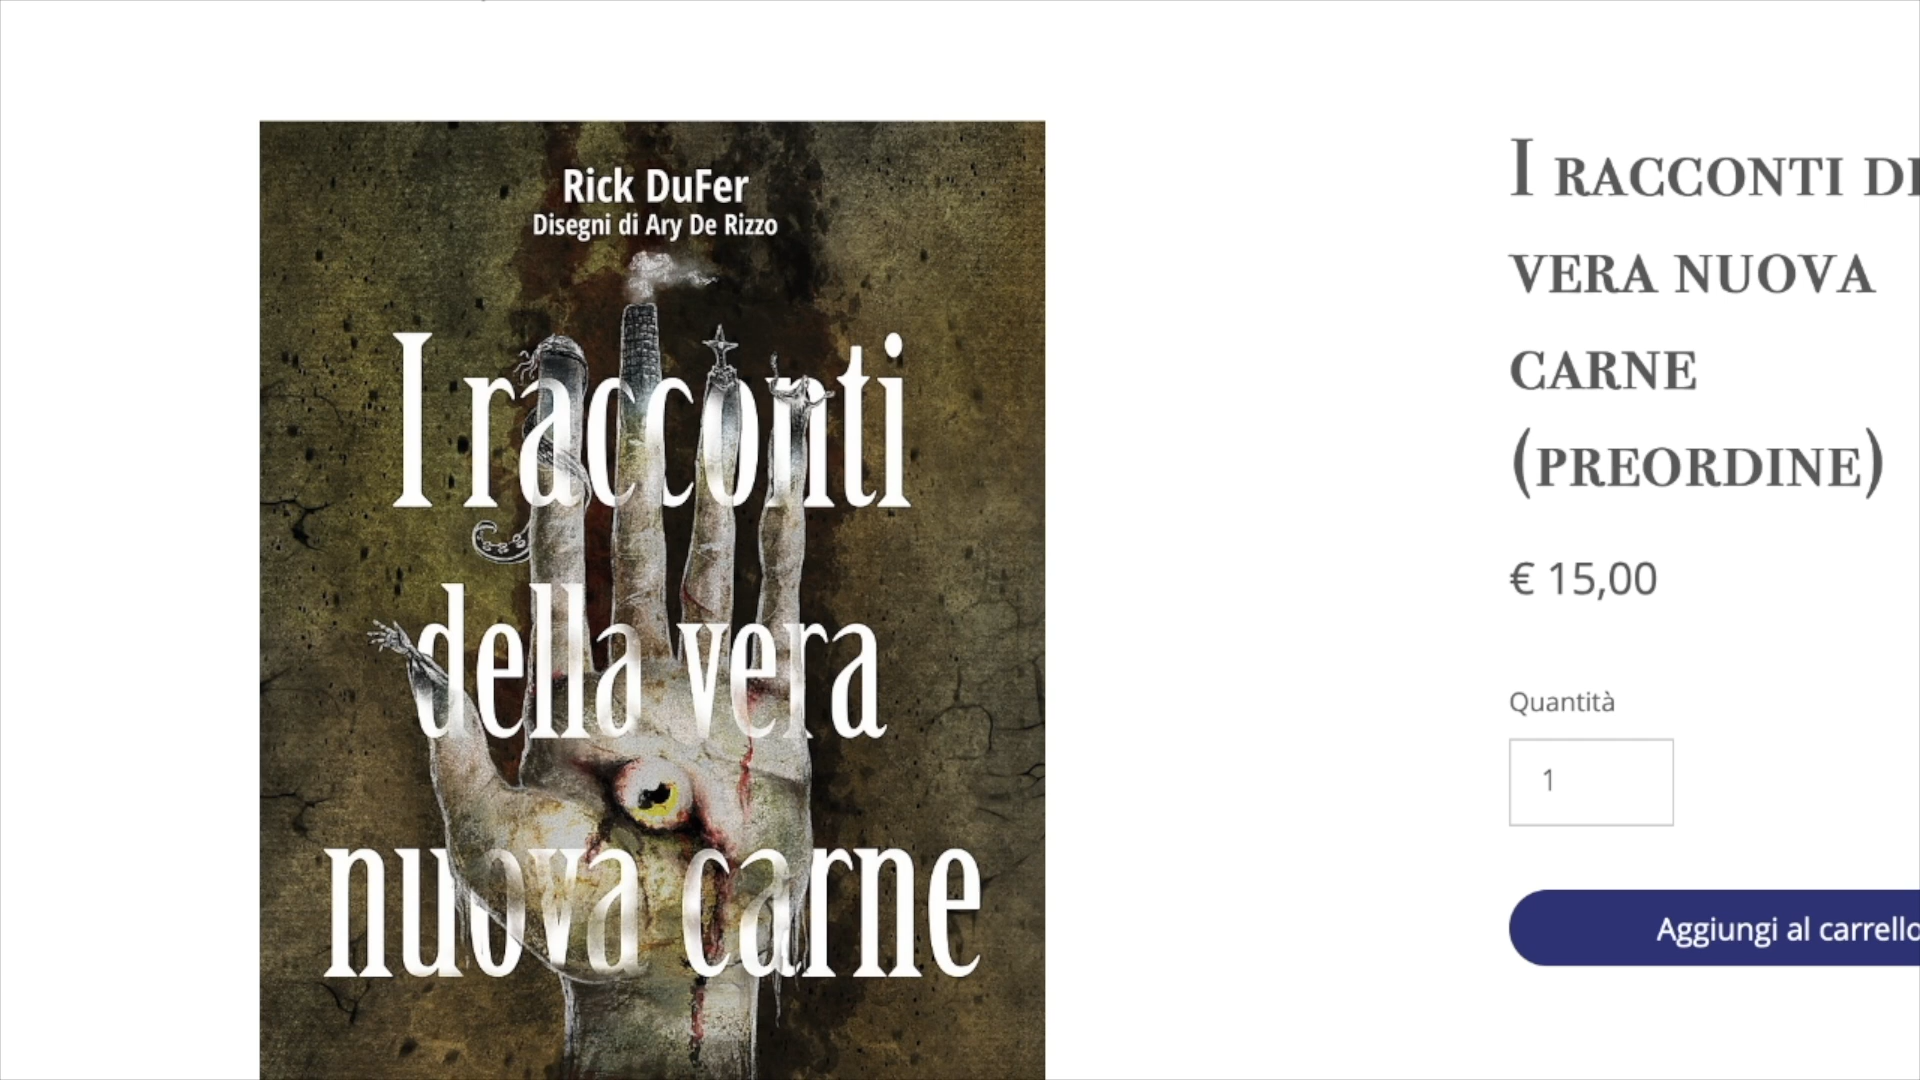 Rick DuFer
Disegni di Ary De Rizzo
I racconti
della vera
nuova carne
I RACCONTI
VERA NUOVA
CARNE
(PREORDINE)
€ 15,00
Quantità
1
Aggiungi al carrello